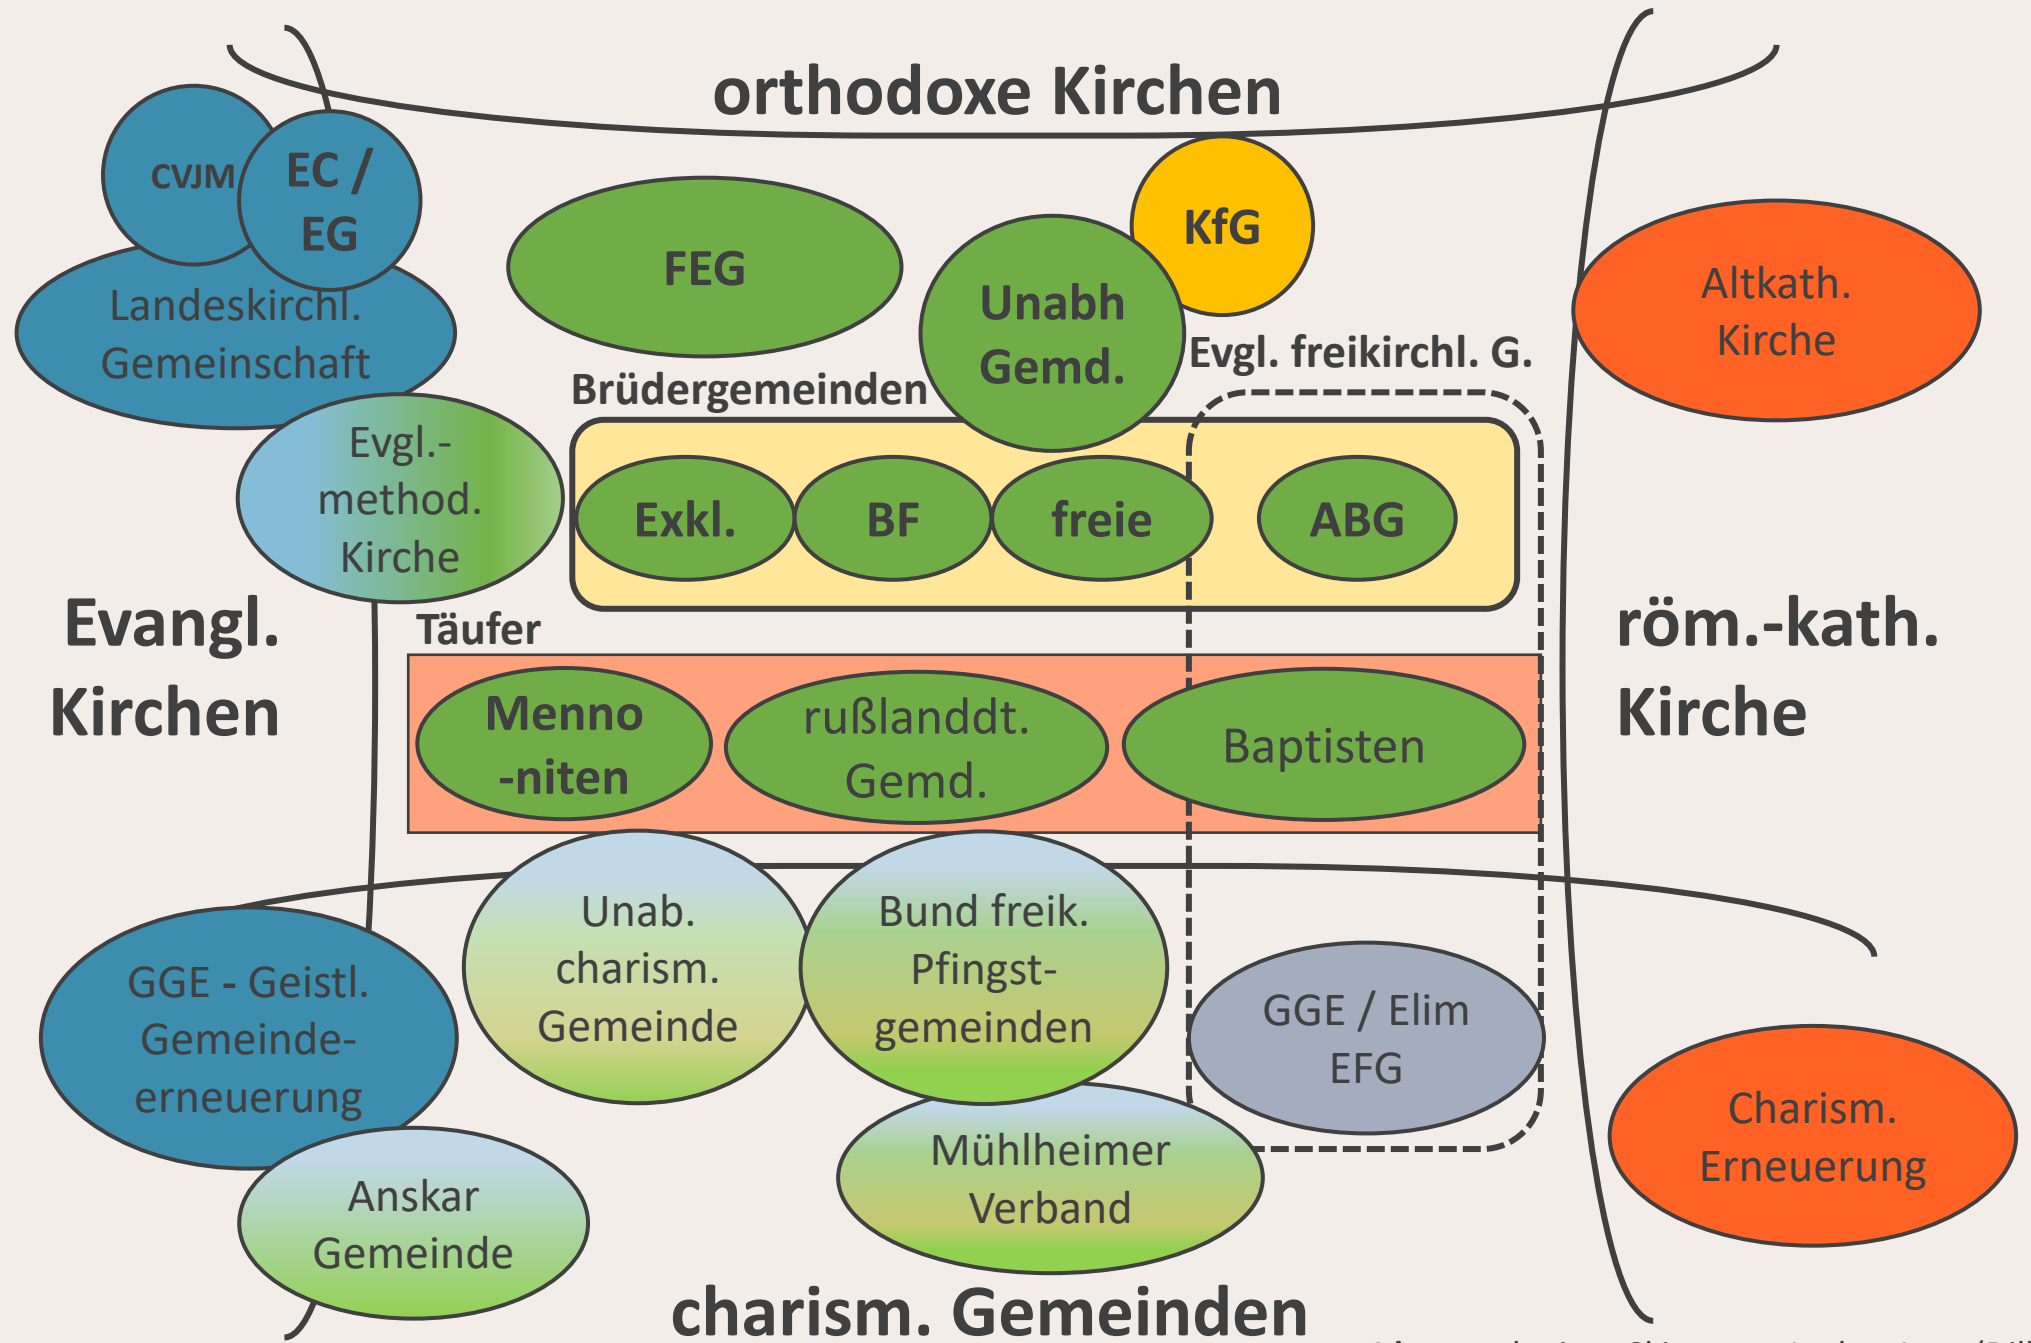 orthodoxe Kirchen
CVJM
EC /
EG
Landeskirchl.
Gemeinschaft
FEG
KfG
Unabh
Gemd.
Altkath.
Kirche
Evgl. freikirchl. G.
Brüdergemeinden
Evgl.-
method.
Kirche
Exkl.
BF
freie
ABG
Evangl.
Kirchen
röm.-kath.
Kirche
Täufer
Menno
-niten
rußlanddt.
Gemd.
Baptisten
Unab.
charism.
Gemeinde
Bund freik.
Pfingst-
gemeinden
GGE - Geistl.
Gemeinde-
erneuerung
GGE / Elim
EFG
Anskar
Gemeinde
Mühlheimer
Verband
Charism.
Erneuerung
charism. Gemeinden